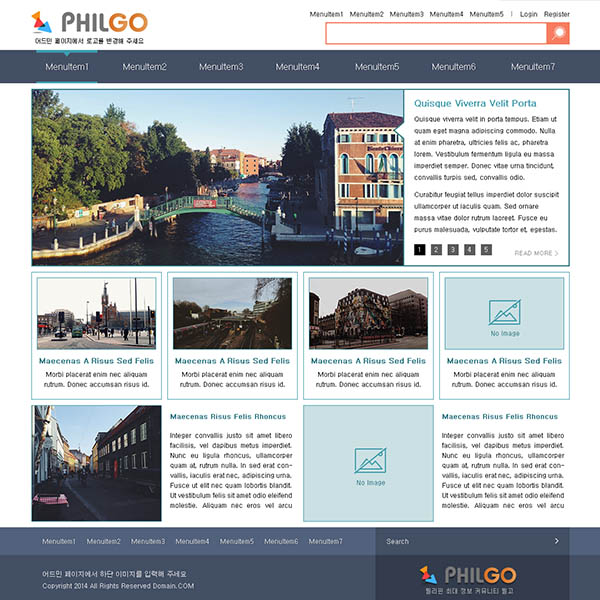 PHILGO
어드민 페이지에서 로고를 변경해 주세요
MenuItem1 MenuItem2 MenuItem3 MenuItem4 MenuItem5 | Login Register
MenuItem1 MenuItem2 MenuItem3 MenuItem4 MenuItem5 MenuItem6 MenuItem7
Quisque Viverra Velit Porta
Quisque viverra velit in porta tempus. Etiam ut
quam eget magna adipiscing commodo. Nulla
at enim pharetra, ultricies felis ac, pharetra
lorem. Vestibulum fermentum ligula eu massa
imperdiet semper. Donec vitae urna tincidunt,
convallis turpis sed, convallis odio.
Curabitur feugiat tellus imperdiet dolor suscipit
ullamcorper ut iaculis quam. Sed ornare
massa vitae dolor rutrum laoreet. Fusce eu
purus malesuada, vulputate tortor et, egestas.
1 2 3 4 5 READ MORE >
No Image
Maecenas A Risus Sed Felis
Morbi placerat enim nec aliquam
rutrum. Donec accumsan risus id.
Maecenas A Risus Sed Felis
Morbi placerat enim nec aliquam
rutrum. Donec accumsan risus id.
Maecenas A Risus Sed Felis
Morbi placerat enim nec aliquam
rutrum. Donec accumsan risus id.
Maecenas A Risus Sed Felis
Morbi placerat enim nec aliquam
rutrum. Donec accumsan risus id.
Maecenas Risus Felis Rhoncus
Integer convallis justo sit amet libero
facilisis, vel dapibus metus imperdiet.
Nunc eu ligula rhoncus, ullamcorper
quam at, rutrum nulla. In sed erat con-
vallis, iaculis erat nec, adipiscing urna.
Fusce ut elit nec quam lobortis blandit.
Ut vestibulum felis sit amet odio eleifend
molestie. Aliquam nec eros vel arcu
No Image
Maecenas Risus Felis Rhoncus
Integer convallis justo sit amet libero
facilisis, vel dapibus metus imperdiet.
Nunc eu ligula rhoncus, ullamcorper
quam at, rutrum nulla. In sed erat con-
vallis, iaculis erat nec, adipiscing urna.
Fusce ut elit nec quam lobortis blandit.
Ut vestibulum felis sit amet odio eleifend
molestie. Aliquam nec eros vel arcu
MenuItem1 MenuItem2 MenuItem3 MenuItem4 MenuItem5 MenuItem6 MenuItem7
Search >
어드민 페이지에서 하단 이미지를 입력해 주세요
Copyright 2014 All Rights Reserved Domain.COM
PHILGO
필리핀 최대 정보 커뮤니티 필고